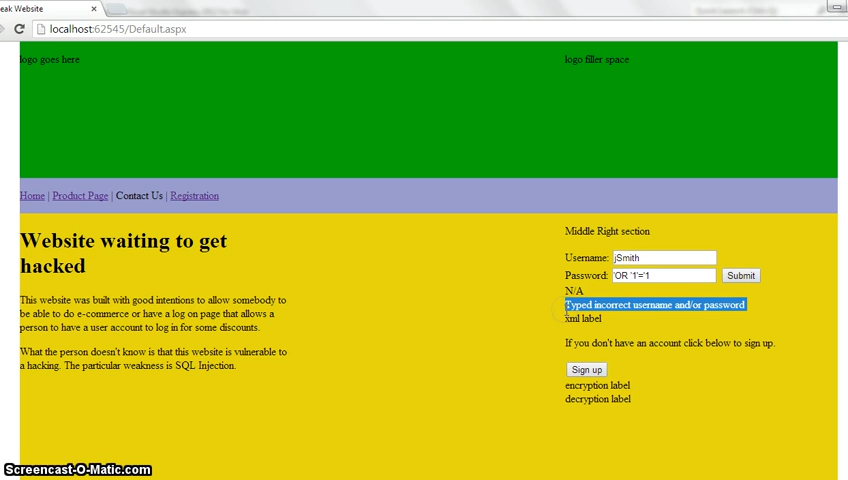 eak Website
localhost:62545/Default.aspx
logo goes here
logo filler space
Home | Product Page | Contact Us | Registration
Website waiting to get
hacked
This website was built with good intentions to allow somebody to
be able to do e-commerce or have a log on page that allows a
person to have a user account to log in for some discounts.
What the person doesn't know is that this website is vulnerable to
a hacking. The particular weakness is SQL Injection.
Middle Right section
Username: jSmith
Password: 'OR '1'='1 Submit
N/A
Typed incorrect username and/or password
xml label
If you don't have an account click below to sign up.
Sign up
encryption label
decryption label
Screencast-O-Matic.com